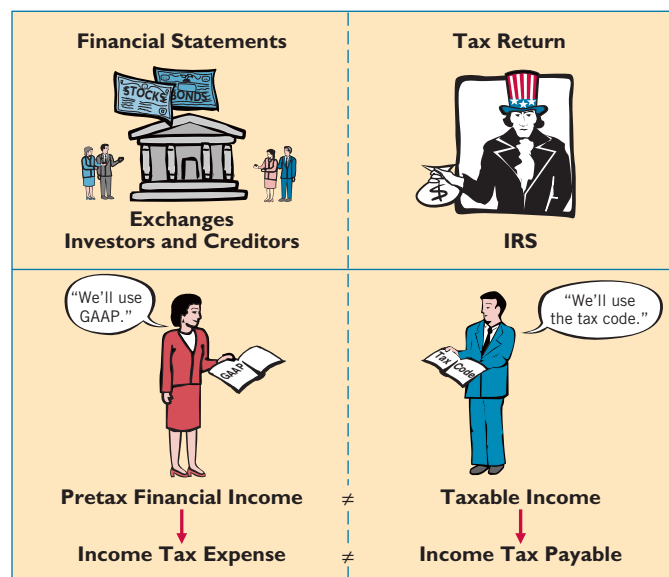 Financial Statements
STOCKS
BONDS
Exchanges
Investors and Creditors
Tax Return
$
IRS
“We’ll use
GAAP.”
GAAP
“We’ll use
the tax code.”
Tax Code
Pretax Financial Income ≠ Taxable Income
Income Tax Expense ≠ Income Tax Payable